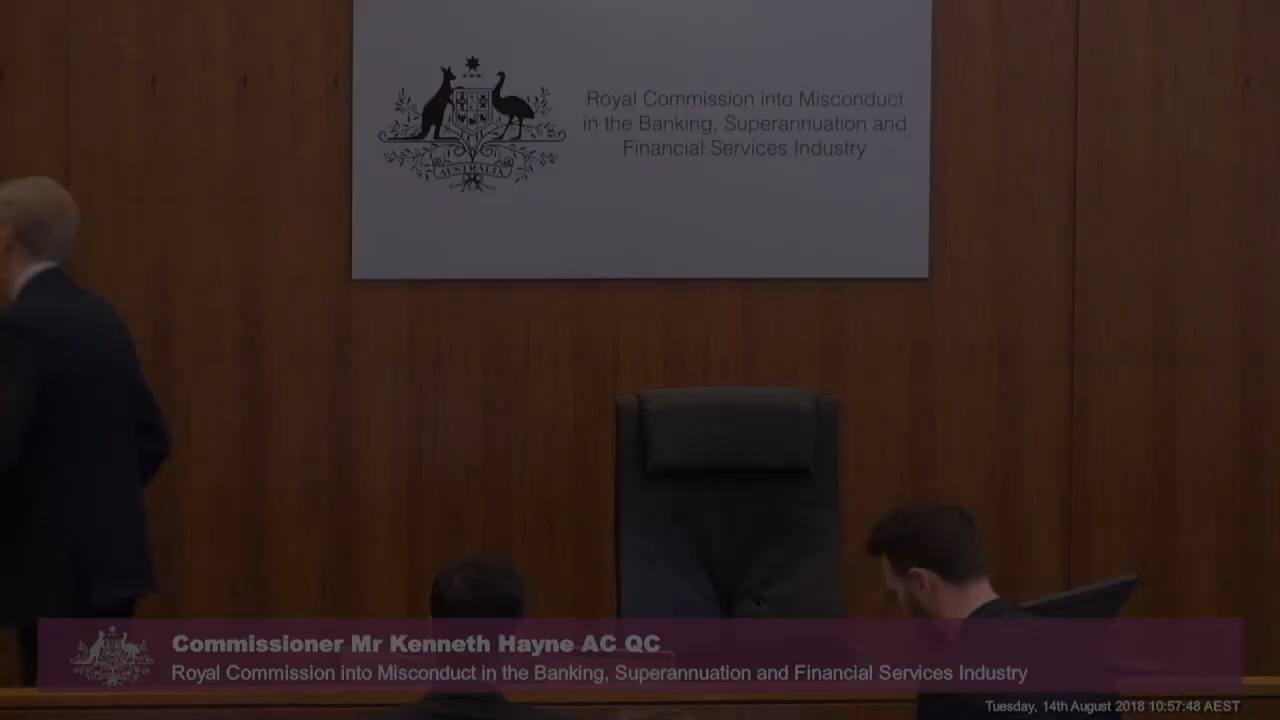 Royal Commission into Misconduct
in the Banking, Superannuation and
Financial Services Industry
AUSTRALIA
Commissioner Mr Kenneth Hayne AC QC
Royal Commission into Misconduct in the Banking, Superannuation and Financial Services Industry
Tuesday, 14th August 2018 10:57:48 AEST